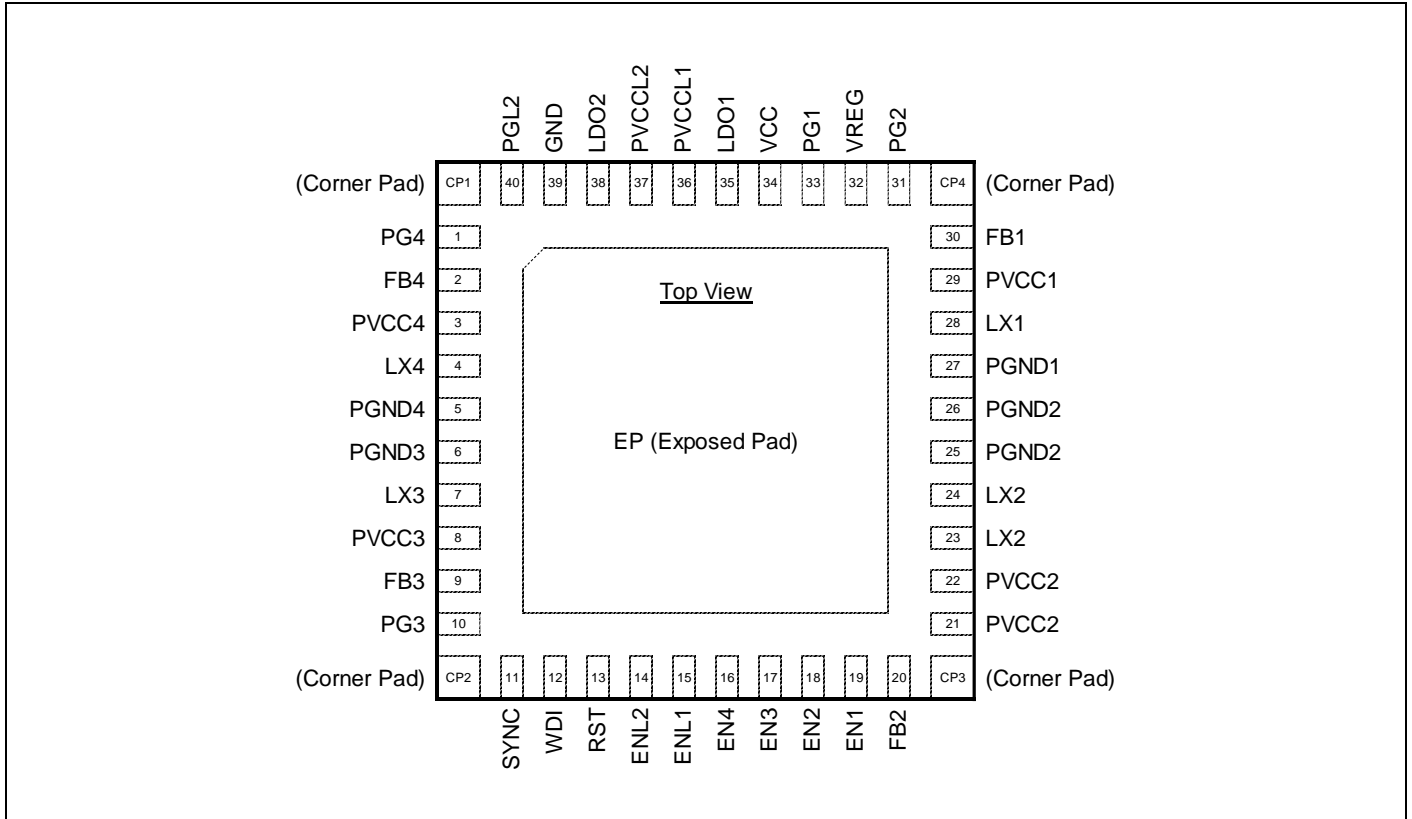 PGL2 GND LDO2 PVCCL2 PVCCL1 LDO1 VCC PG1 VREG PG2
(Corner Pad) CP1 40 39 38 37 36 35 34 33 32 31 CP4 (Corner Pad)
PG4 1 30 FB1
FB4 2 29 PVCC1
Top View
PVCC4 3 28 LX1
LX4 4 27 PGND1
PGND4 5 26 PGND2
EP (Exposed Pad)
PGND3 6 25 PGND2
LX3 7 24 LX2
PVCC3 8 23 LX2
FB3 9 22 PVCC2
PG3 10 21 PVCC2
(Corner Pad) CP2 11 12 13 14 15 16 17 18 19 20 CP3 (Corner Pad)
SYNC WDI RST ENL2 ENL1 EN4 EN3 EN2 EN1 FB2